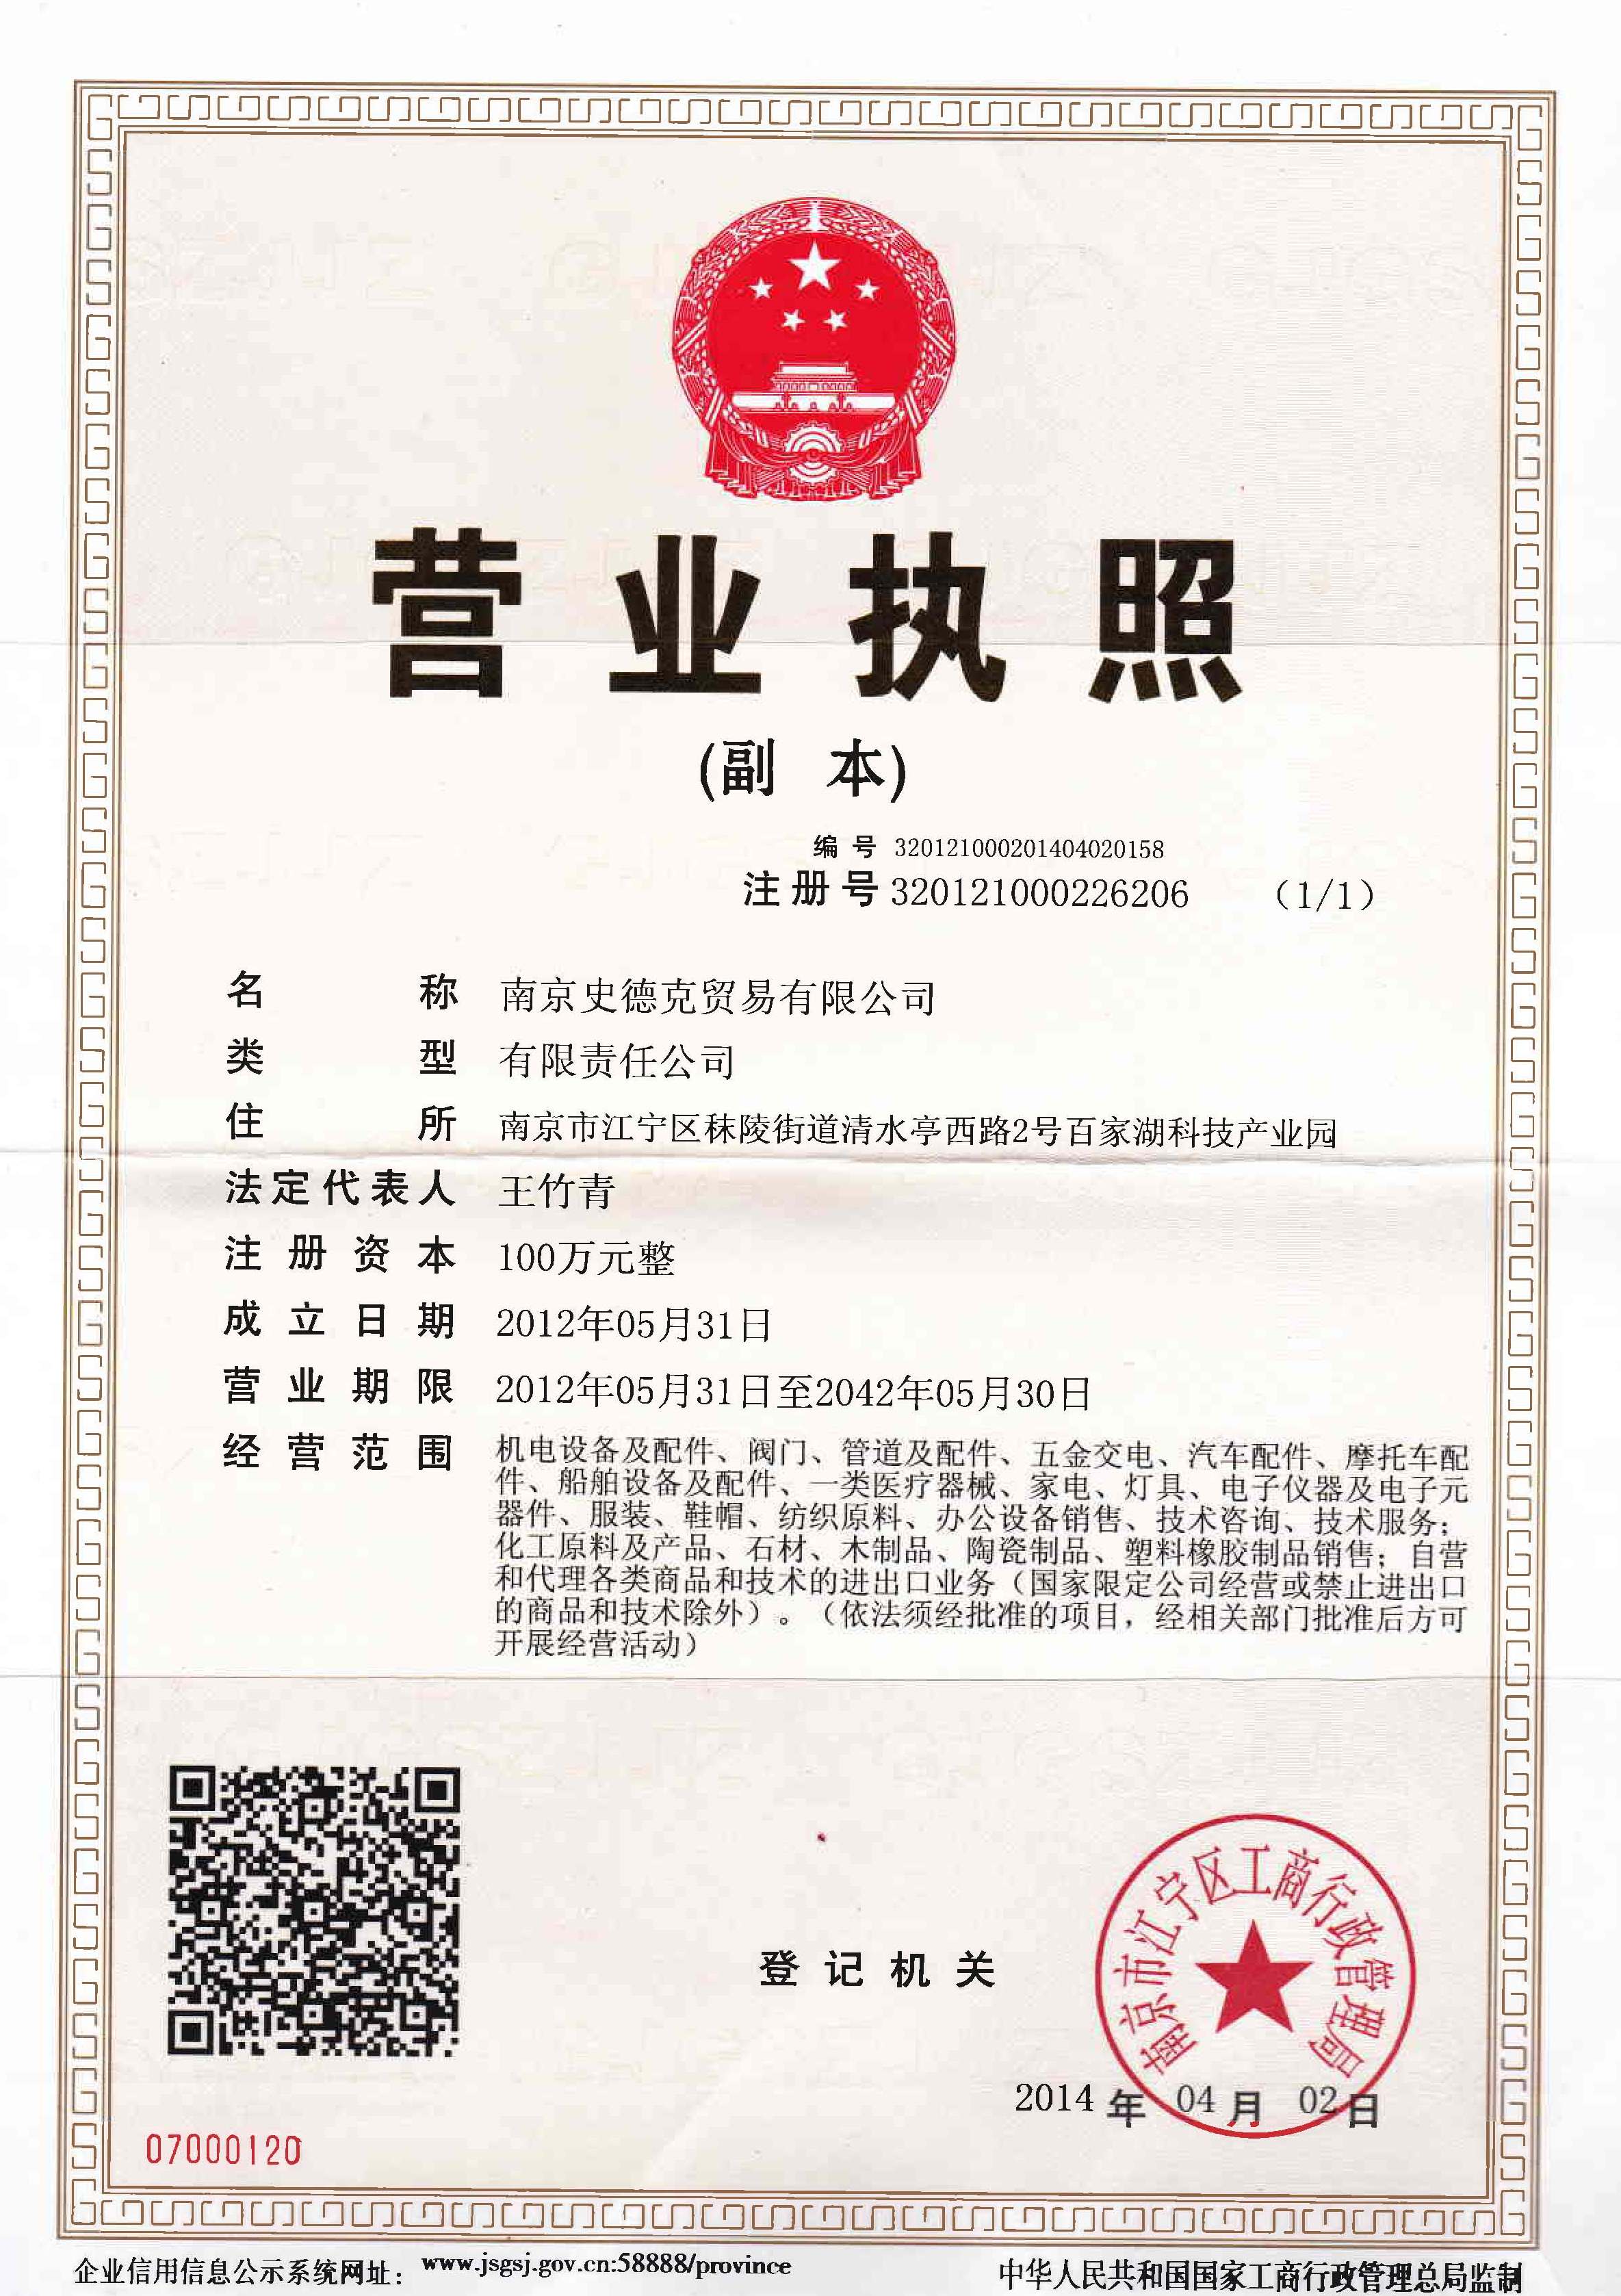 营业执照
(副 本)
编 号 320121000201404020158
注册号320121000226206 （1/1）
名 称 南京史德克贸易有限公司
类 型 有限责任公司
住 所 南京市江宁区秣陵街道清水亭西路2号百家湖科技产业园
法定代表人 王竹青
注册资本 100万元整
成立日期 2012年05月31日
营业期限 2012年05月31日至2042年05月30日
经营范围 机电设备及配件、阀门、管道及配件、五金交电、汽车配件、摩托车配
件、船舶设备及配件、一类医疗器械、家电、灯具、电子仪器及电子元
器件、服装、鞋帽、纺织原料、办公设备销售、技术咨询、技术服务；
化工原料及产品、石材、木制品、陶瓷制品、塑料橡胶制品销售；自营
和代理各类商品和技术的进出口业务（国家限定公司经营或禁止进出口
的商品和技术除外）。（依法须经批准的项目，经相关部门批准后方可
开展经营活动）
登记机关
南京市江宁区工商行政管理局
2014 年 04 月 02 日
07000120
企业信用信息公示系统网址： www.jsgsj.gov.cn:58888/province 中华人民共和国国家工商行政管理总局监制